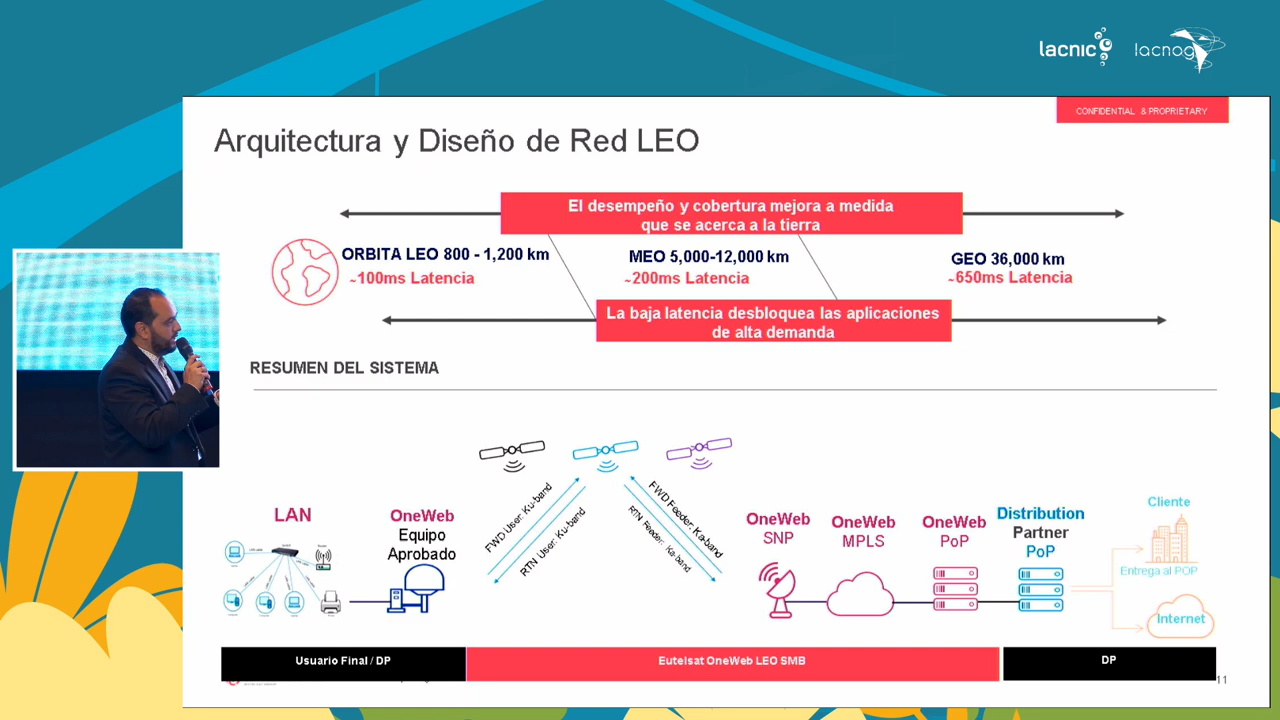 lacnic
lacnog
CONFIDENTIAL & PROPRIETARY
Arquitectura y Diseño de Red LEO
El desempeño y cobertura mejora a medida
que se acerca a la tierra
ORBITA LEO 800 - 1,200 km
~100ms Latencia
MEO 5,000-12,000 km
~200ms Latencia
GEO 36,000 km
~650ms Latencia
La baja latencia desbloquea las aplicaciones
de alta demanda
RESUMEN DEL SISTEMA
LAN
OneWeb
Equipo
Aprobado
FWD User: Ku-band
RTN User: Ku-band
FWD Feeder: Ka-band
RTN Feeder: Ka-band
OneWeb
SNP
OneWeb
MPLS
OneWeb
PoP
Distribution
Partner
PoP
Cliente
Entrega al POP
Internet
Usuario Final / DP
Eutelsat OneWeb LEO SMB
DP
11